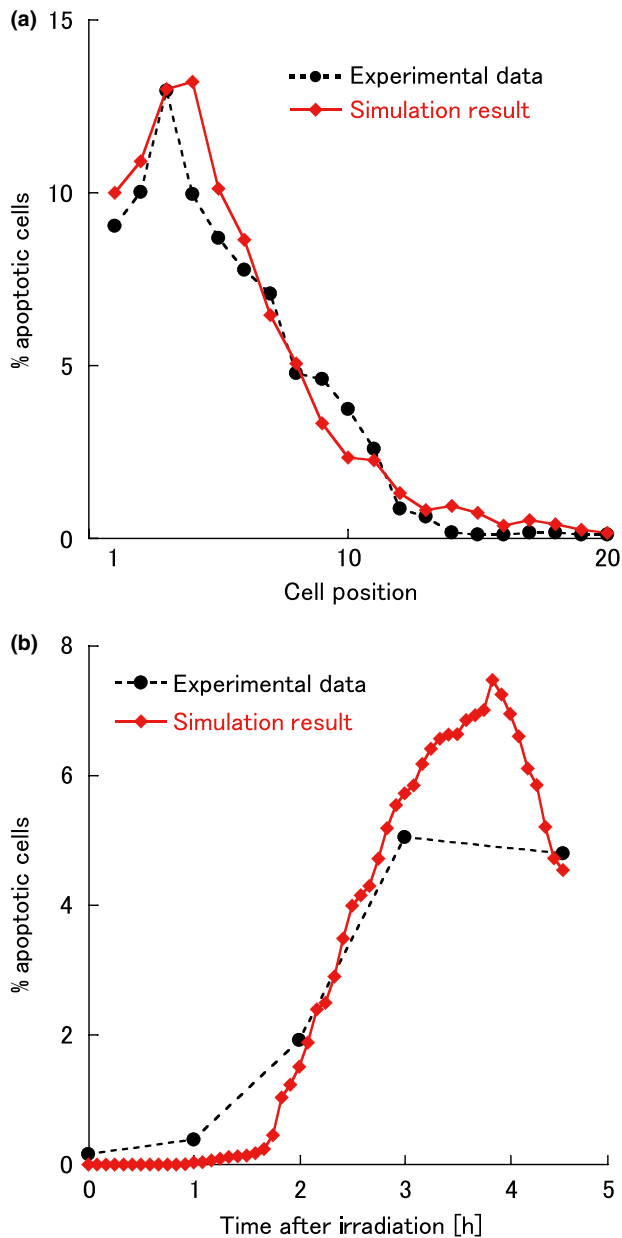 (a)
15
10
5
0
% apoptotic cells
Experimental data
Simulation result
1
10
20
Cell position
(b)
8
6
4
2
0
% apoptotic cells
Experimental data
Simulation result
0
1
2
3
4
5
Time after irradiation [h]